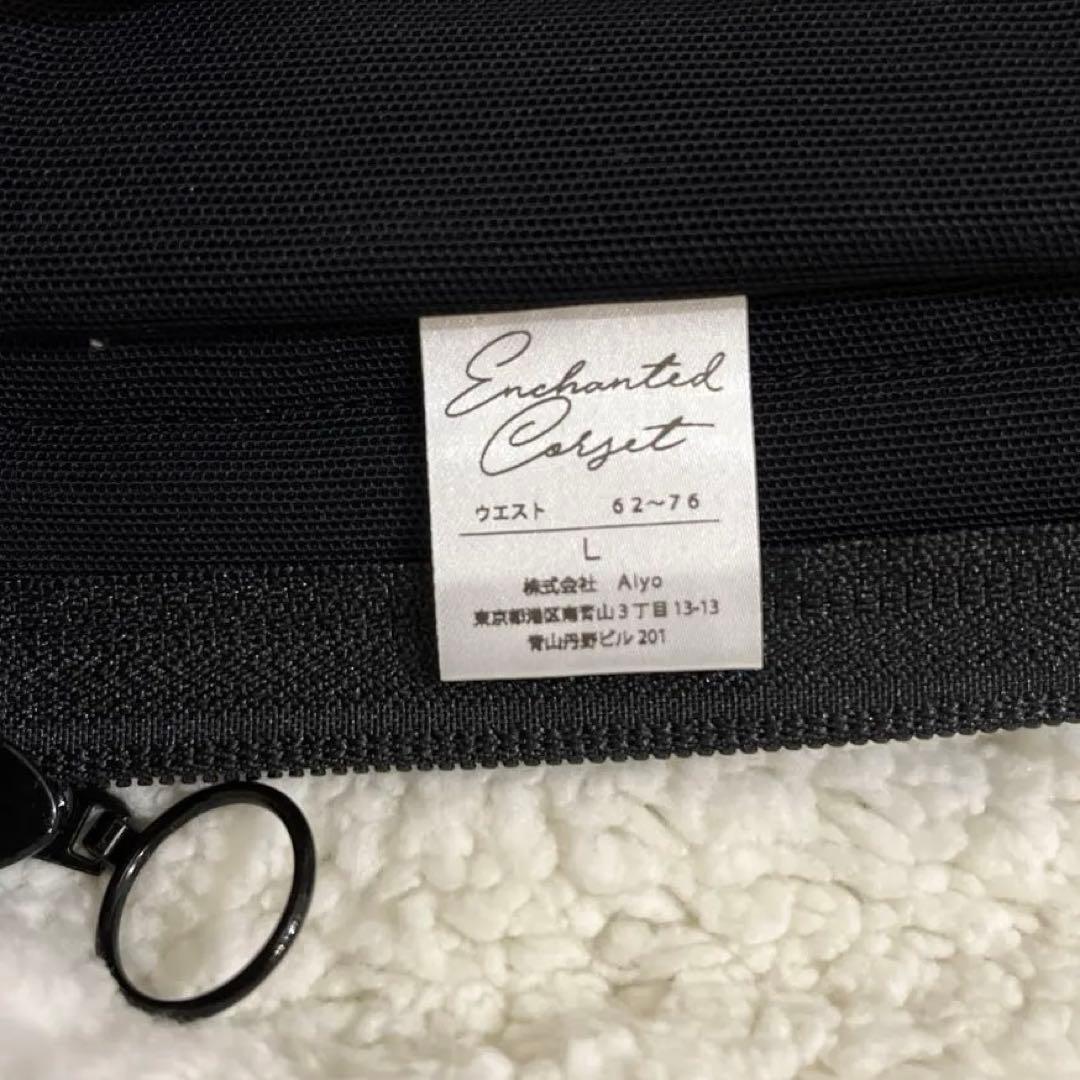 Enchanted
Corset
ウエスト 62～76
L
株式会社 Alyo
東京都港区南青山3丁目13-13
青山丹野ビル201